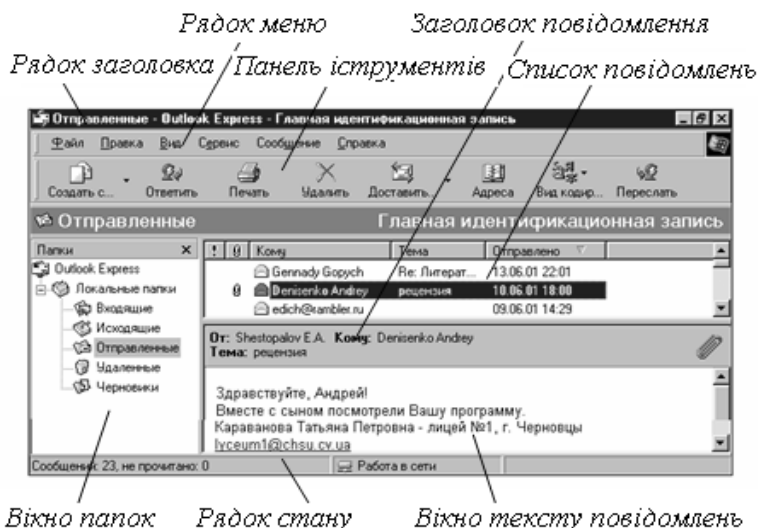 Рядок меню Заголовок повідомлення
Рядок заголовка Панель іструментів Список повідомлень
Отправленные - Outlook Express - Главная идентификационная запись
Файл Правка Вид Сервис Сообщение Справка
Создать с... Ответить Печать Удалить Доставить... Адреса Вид кодир... Переслать
Отправленные Главная идентификационная запись
Папки ! Кому Тема Отправлено
Outlook Express Gennady Gopych Re: Литерат... 13.06.01 22:01
Локальные папки Denisenko Andrey рецензия 10.06.01 18:00
Входящие edich@rambler.ru 09.06.01 14:29
Исходящие
Отправленные
Удаленные
Черновики
От: Shestopalov E.A. Кому: Denisenko Andrey
Тема: рецензия
Здравствуйте, Андрей!
Вместе с сыном посмотрели Вашу программу.
Караванова Татьяна Петровна - лицей №1, г. Черновцы
lyceum1@chsu.cv.ua
Сообщений: 23, не прочитано: 0 Работа в сети
Вікно папок Рядок стану Вікно тексту повідомлень